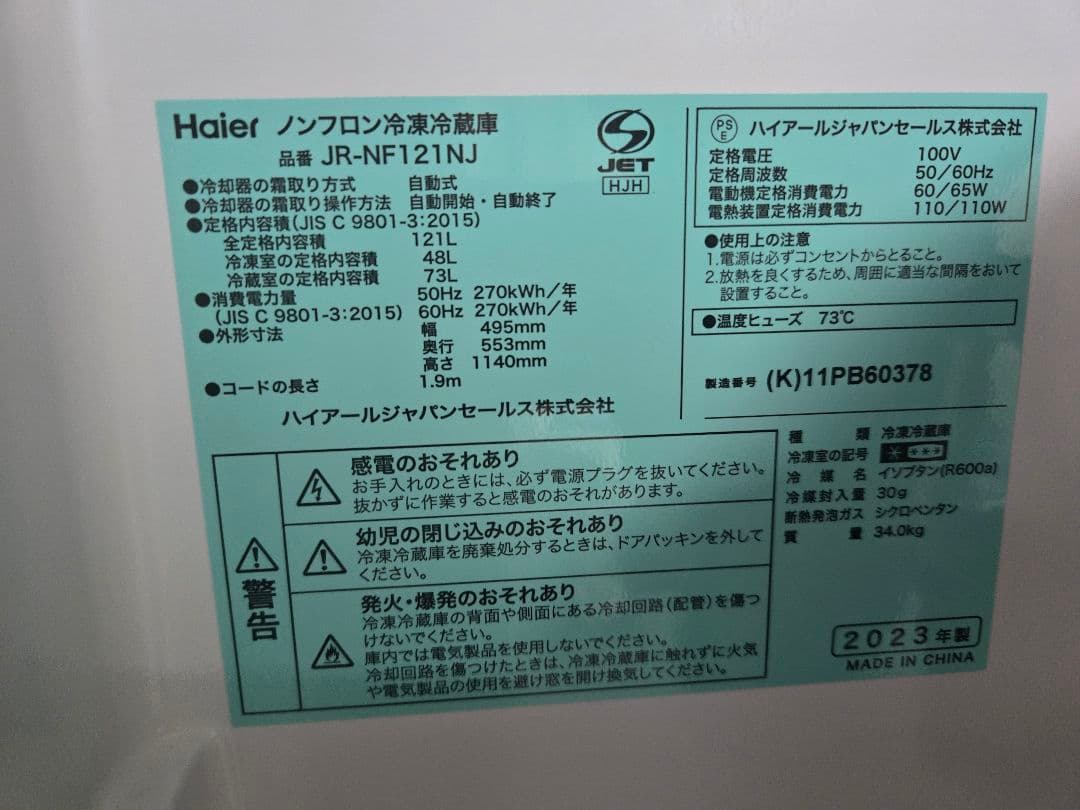 Haier ノンフロン冷凍冷蔵庫
品番 JR-NF121NJ
●冷却器の霜取り方式 自動式
●冷却器の霜取り操作方法 自動開始・自動終了
●定格内容積(JIS C 9801-3:2015)
全定格内容積 121L
冷凍室の定格内容積 48L
冷蔵室の定格内容積 73L
●消費電力量 50Hz 270kWh/年
(JIS C 9801-3:2015) 60Hz 270kWh/年
●外形寸法 幅 495mm
奥行 553mm
高さ 1140mm
●コードの長さ 1.9m
ハイアールジャパンセールス株式会社
JET
HJH
PS
E
ハイアールジャパンセールス株式会社
定格電圧 100V
定格周波数 50/60Hz
電動機定格消費電力 60/65W
電熱装置定格消費電力 110/110W
●使用上の注意
1.電源は必ずコンセントからとること。
2.放熱を良くするため、周囲に適当な間隔をおいて
設置すること。
●温度ヒューズ 73℃
製造番号 (K)11PB60378
種類 冷凍冷蔵庫
冷凍室の記号 * ***
冷媒名 イソブタン(R600a)
冷媒封入量 30g
断熱発泡ガス シクロペンタン
質量 34.0kg
2023年製
MADE IN CHINA
警告
感電のおそれあり
お手入れのときには、必ず電源プラグを抜いてください。
抜かずに作業すると感電のおそれがあります。
幼児の閉じ込みのおそれあり
冷凍冷蔵庫を廃棄処分するときは、ドアパッキンを外して
ください。
発火・爆発のおそれあり
冷凍冷蔵庫の背面や側面にある冷却回路(配管)を傷つ
けないでください。
庫内では電気製品を使用しないでください。
冷却回路を傷つけたときは、冷凍冷蔵庫に触れずに火気
や電気製品の使用を避け窓を開け換気してください。